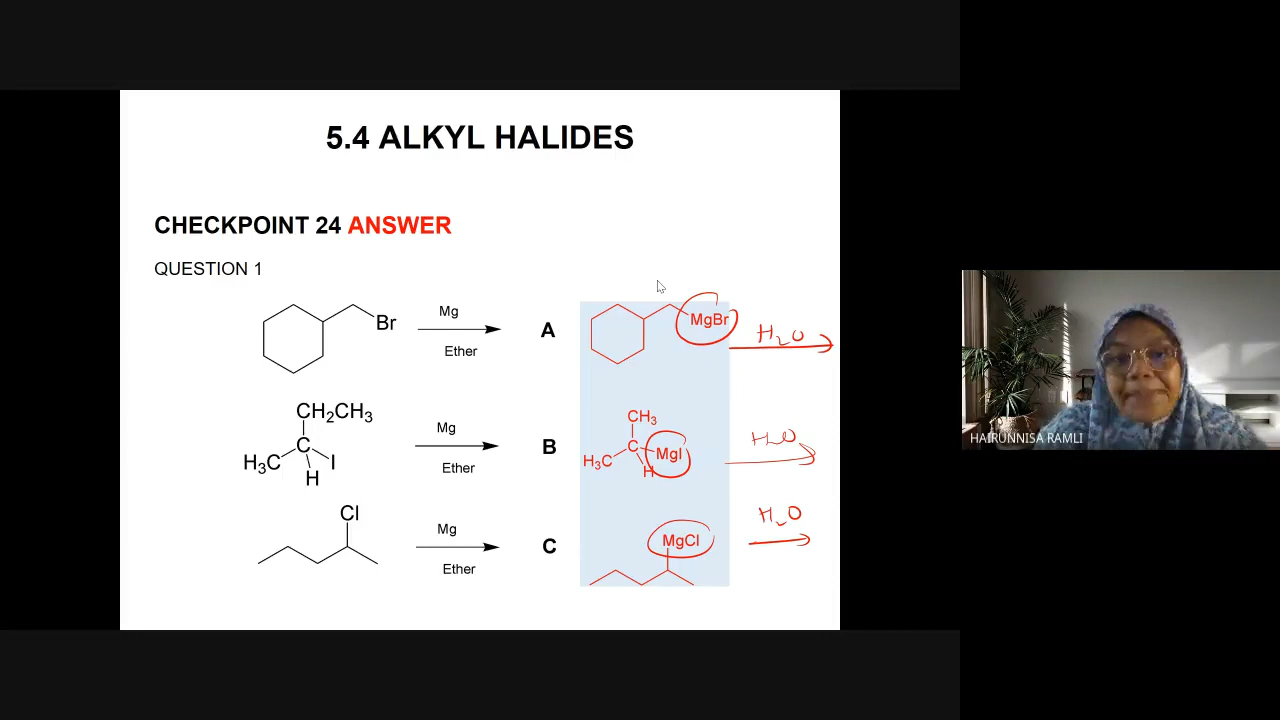 5.4 ALKYL HALIDES
CHECKPOINT 24 ANSWER
QUESTION 1
Br
Mg
Ether
A
MgBr
H₂O
CH₂CH₃
H₃C
C
I
H
Mg
Ether
B
CH₃
H₃C
C
MgI
H
H₂O
Cl
Mg
Ether
C
MgCl
H₂O
HAIRUNNISA RAMLI